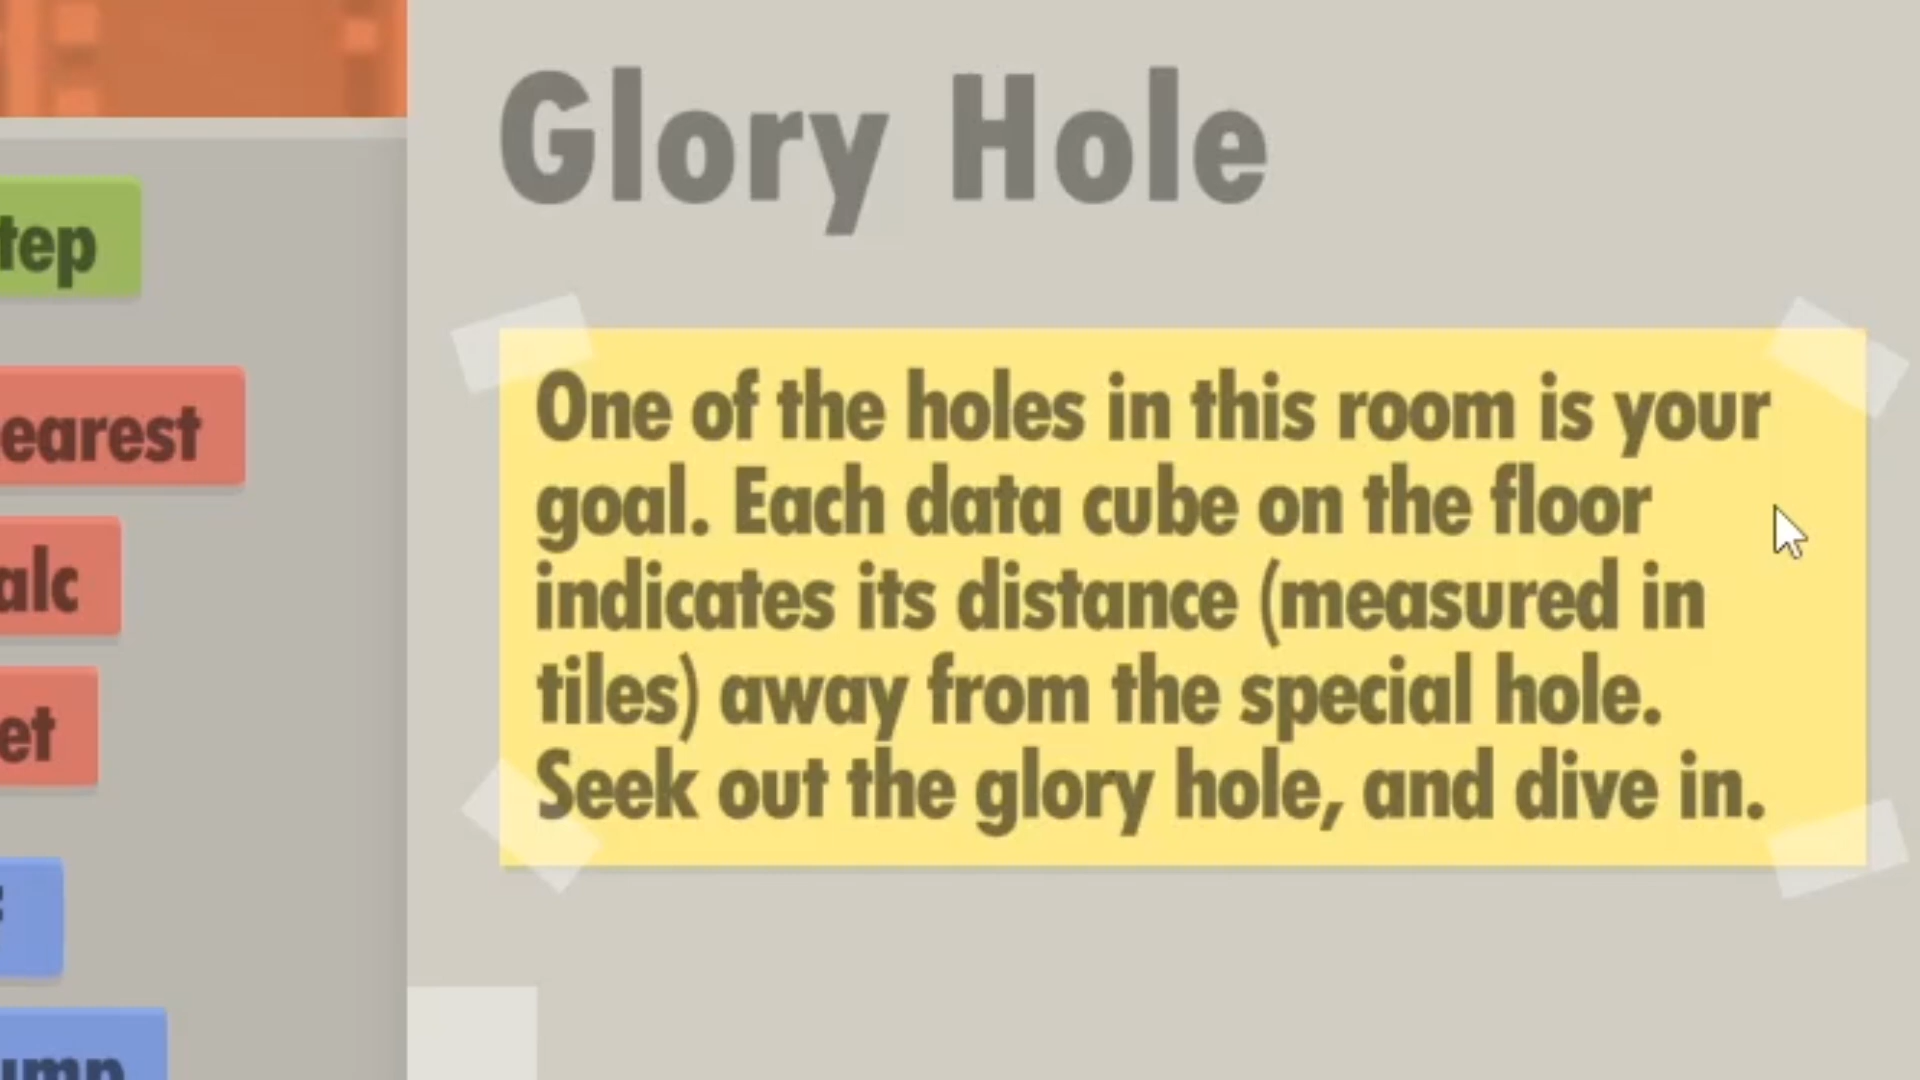 Glory Hole
tep
earest
alc
et
ump
One of the holes in this room is your
goal. Each data cube on the floor
indicates its distance (measured in
tiles) away from the special hole.
Seek out the glory hole, and dive in.